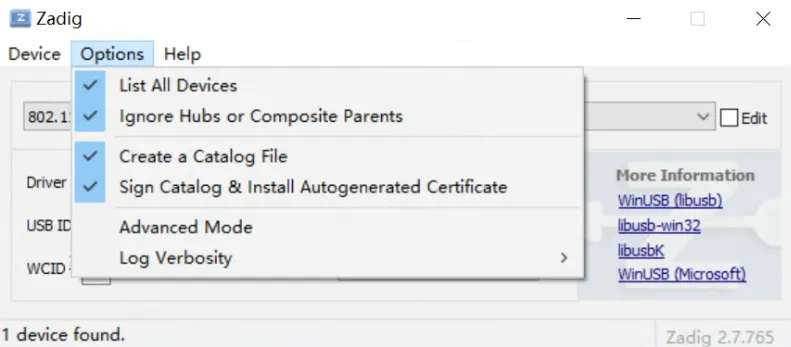 Zadig
Device Options Help
List All Devices
Ignore Hubs or Composite Parents
802.1
Edit
Create a Catalog File
Sign Catalog & Install Autogenerated Certificate
Driver
USB ID
WCID
Advanced Mode
Log Verbosity
More Information
WinUSB (libusb)
libusb-win32
libusbK
WinUSB (Microsoft)
1 device found.
Zadig 2.7.765